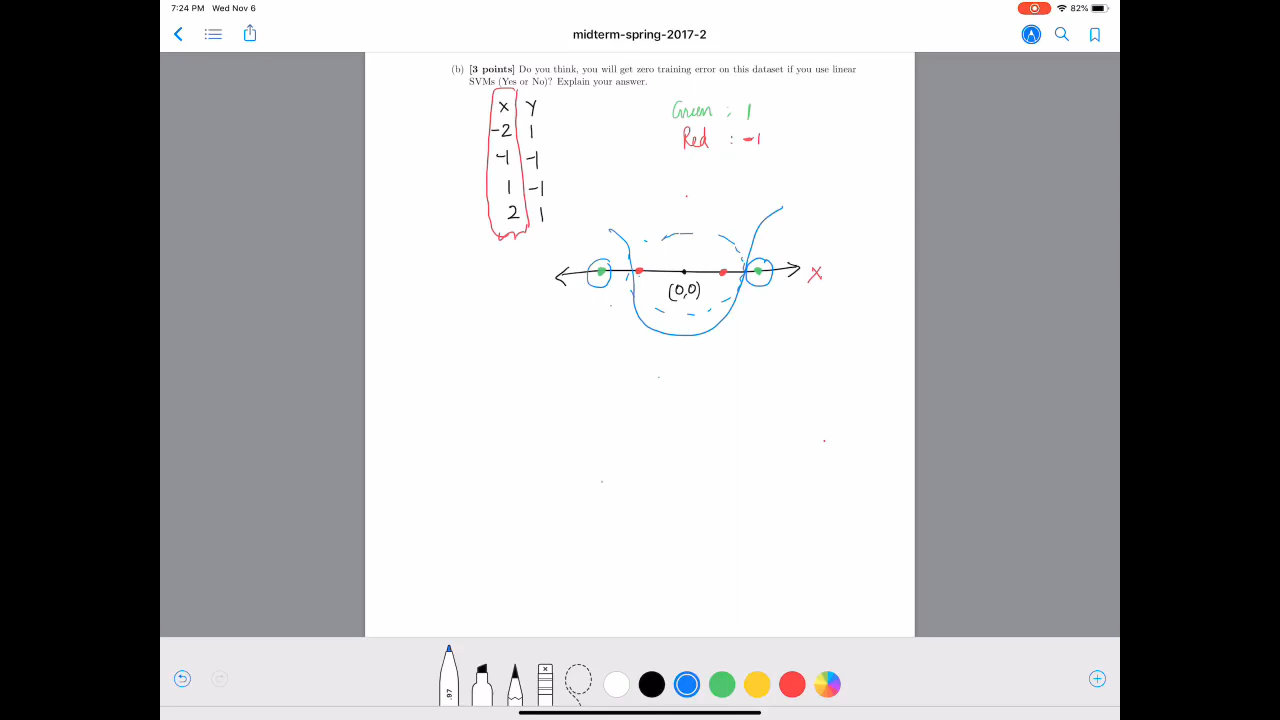 7:24 PM Wed Nov 6
82%
midterm-spring-2017-2
(b) [3 points] Do you think, you will get zero training error on this dataset if you use linear
SVMs (Yes or No)? Explain your answer.
X Y
-2 1
-1 -1
1 -1
2 1
Green : 1
Red : -1
(0,0)
X
.97